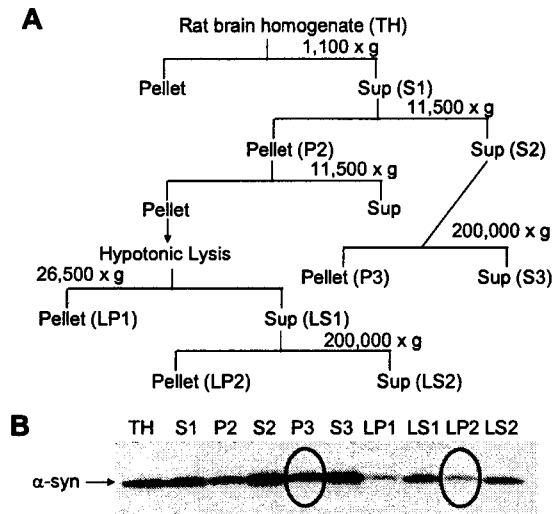 A
Rat brain homogenate (TH)
1,100 x g
Pellet
Sup (S1)
11,500 x g
Pellet (P2)
Sup (S2)
11,500 x g
Pellet
Sup
Hypotonic Lysis
200,000 x g
26,500 x g
Pellet (P3)
Sup (S3)
Pellet (LP1)
Sup (LS1)
200,000 x g
Pellet (LP2)
Sup (LS2)
B
TH S1 P2 S2 P3 S3 LP1 LS1 LP2 LS2
α-syn